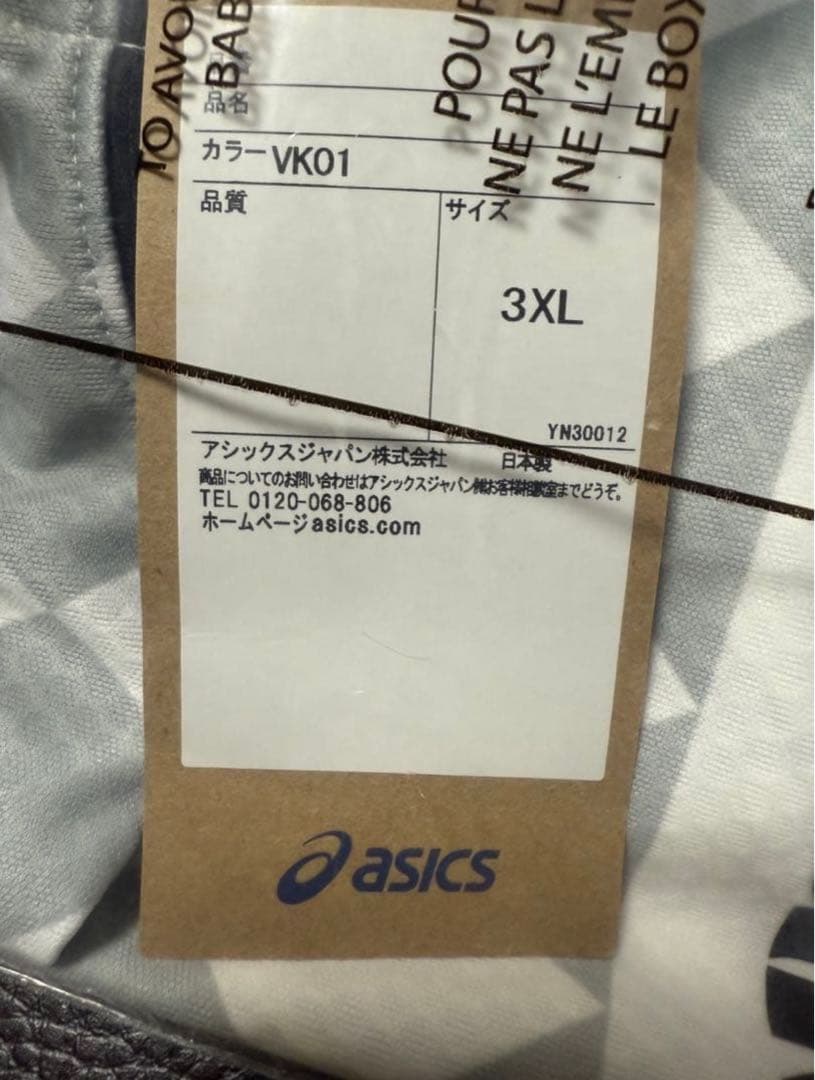 TO AVO
BAB
POUR
NE PAS L
NE L'EM
LE BO
品名
カラー VK01
品質
サイズ
3XL
YN30012
アシックスジャパン株式会社 日本製
商品についてのお問い合わせはアシックスジャパン㈱お客様相談室までどうぞ。
TEL 0120-068-806
ホームページasics.com
asics